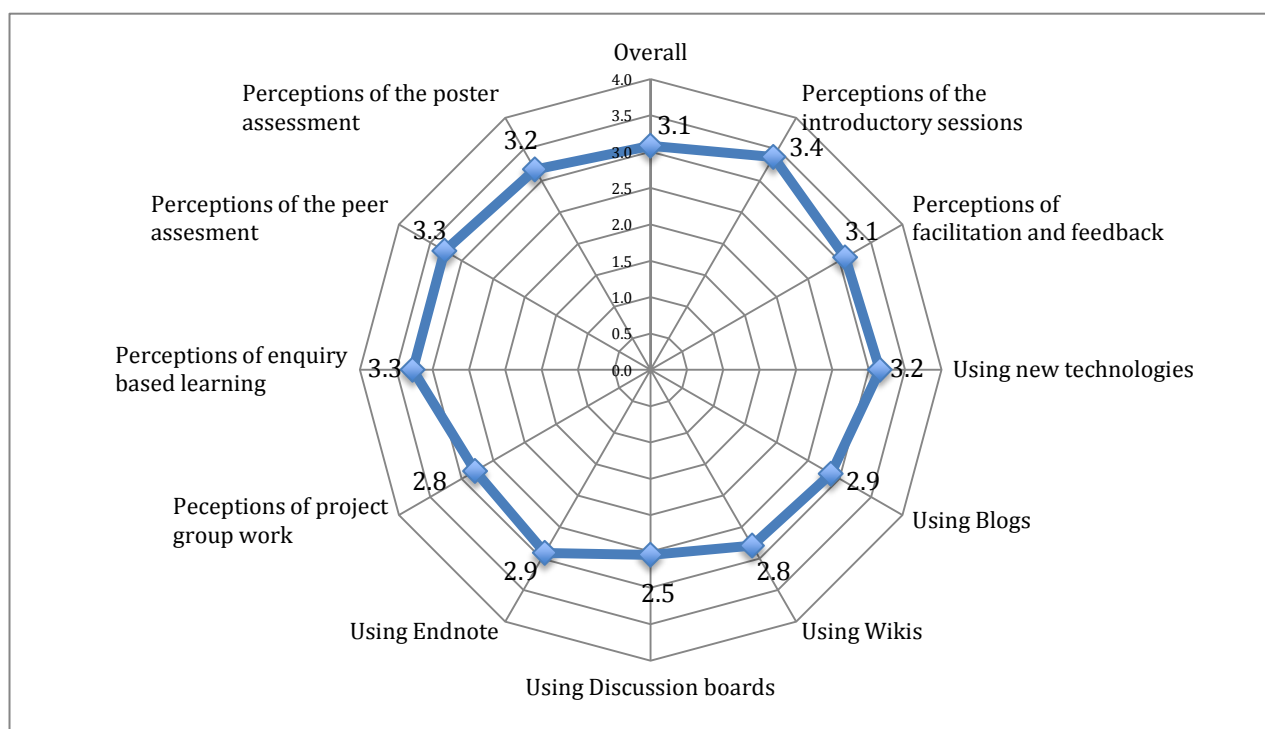 Overall
4.0
3.5
3.0
2.5
2.0
1.5
1.0
0.5
0.0
Perceptions of the
introductory sessions
Perceptions of
facilitation and feedback
Using new technologies
Using Blogs
Using Wikis
Using Discussion boards
Using Endnote
Peceptions of project
group work
Perceptions of enquiry
based learning
Perceptions of the peer
assesment
Perceptions of the poster
assessment
3.1
3.4
3.1
3.2
2.9
2.8
2.5
2.9
2.8
3.3
3.3
3.2